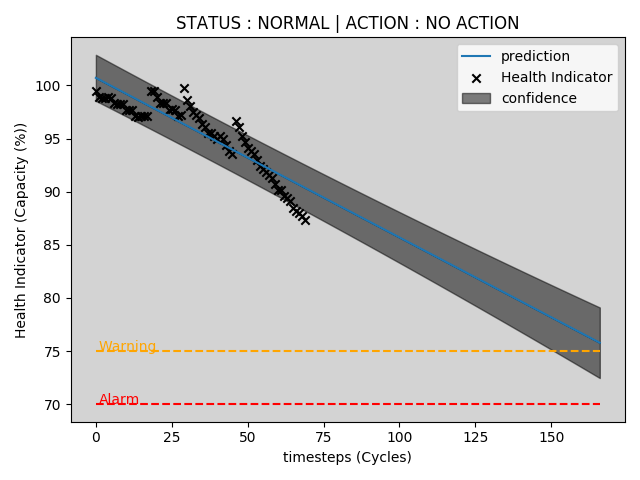 STATUS : NORMAL | ACTION : NO ACTION
prediction
Health Indicator
confidence
Health Indicator (Capacity (%))
100
95
90
85
80
75
70
Warning
Alarm
0
25
50
75
100
125
150
timesteps (Cycles)